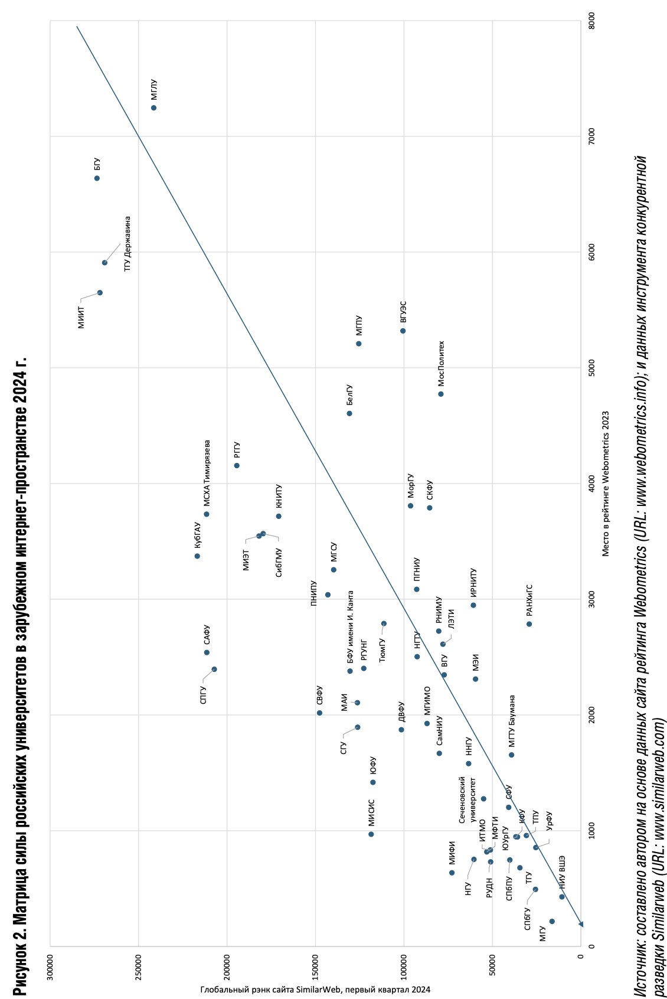 Рисунок 2. Матрица силы российских университетов в зарубежном интернет-пространстве 2024 г.
Глобальный рэнк сайта SimilarWeb, первый квартал 2024
300000
250000
200000
150000
100000
50000
0
МИИТ
ТГУ Державина
БГУ
МГЛУ
КубГАУ
МСХА Тимирязева
САФУ
СПГУ
РГГУ
МИЭТ
СибГМУ
КНИТУ
СВФУ
ПНИПУ
МГСУ
БФУ имени И. Канта
БелГУ
СГУ
МАИ
МГПУ
РГУНГ
МИСИС
ЮФУ
ТюмГУ
ДВФУ
ВГУЭС
МорГУ
ПГНИУ
НГТУ
МГИМО
СКФУ
СамНИУ
РНИМУ
МосПолитех
ЛЭТИ
ВГУ
МИФИ
ННГУ
НГУ
ИРНИТУ
МЭИ
Сеченовский
университет
ИТМО
МФТИ
РУДН
СФУ
СПбПУ
МГТУ Баумана
ЮУрГУ
КФУ
ТГУ
ТПУ
РАНХиГС
СПбГУ
УрФУ
МГУ
НИУ ВШЭ
0
1000
2000
3000
4000
5000
6000
7000
8000
Место в рейтинге Webometrics 2023
Источник: составлено автором на основе данных сайта рейтинга Webometrics (URL: www.webometrics.info); и данных инструмента конкурентной
разведки Similarweb (URL: www.similarweb.com)